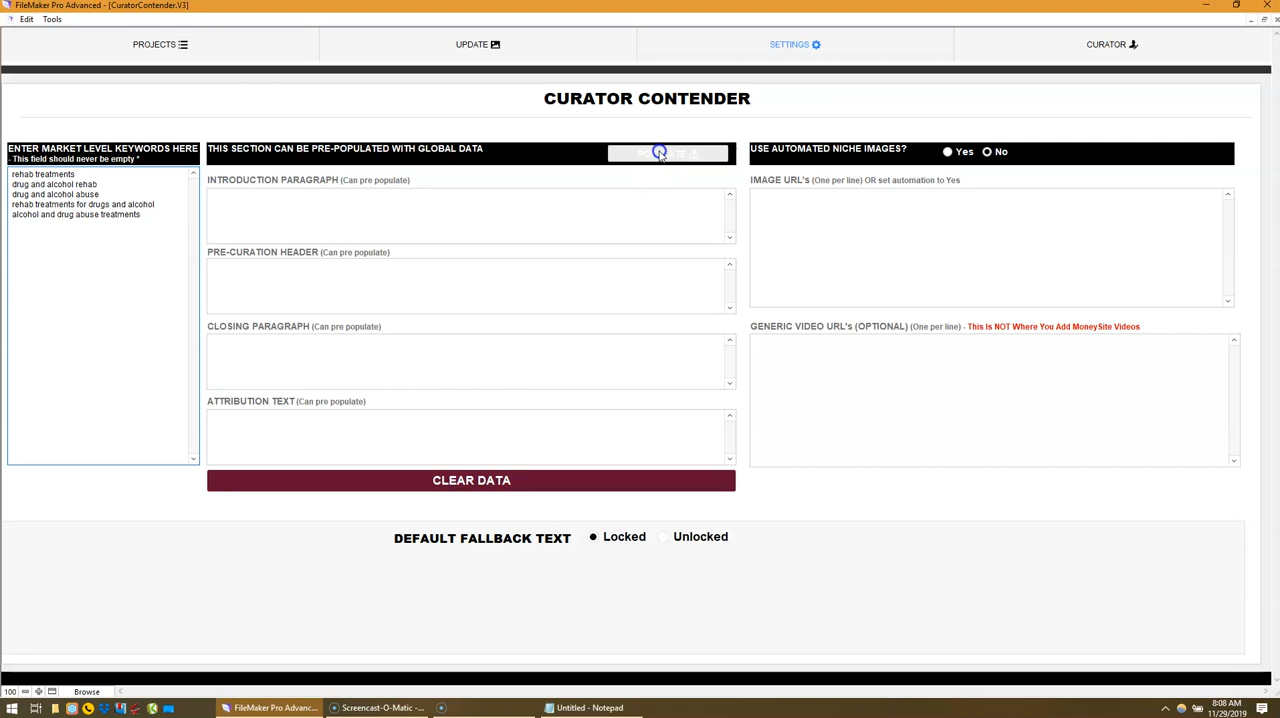 FileMaker Pro Advanced - [CuratorContender.V3]
Edit Tools
PROJECTS
UPDATE
SETTINGS
CURATOR
CURATOR CONTENDER
ENTER MARKET LEVEL KEYWORDS HERE
- This field should never be empty *
rehab treatments
drug and alcohol rehab
drug and alcohol abuse
rehab treatments for drugs and alcohol
alcohol and drug abuse treatments
THIS SECTION CAN BE PRE-POPULATED WITH GLOBAL DATA
INTRODUCTION PARAGRAPH (Can pre populate)
PRE-CURATION HEADER (Can pre populate)
CLOSING PARAGRAPH (Can pre populate)
ATTRIBUTION TEXT (Can pre populate)
CLEAR DATA
USE AUTOMATED NICHE IMAGES? Yes No
IMAGE URL's (One per line) OR set automation to Yes
GENERIC VIDEO URL's (OPTIONAL) (One per line) - This Is NOT Where You Add MoneySite Videos
DEFAULT FALLBACK TEXT Locked Unlocked
100 Browse
FileMaker Pro Advanc...
Screencast-O-Matic - ...
Untitled - Notepad
8:08 AM
11/29/2019